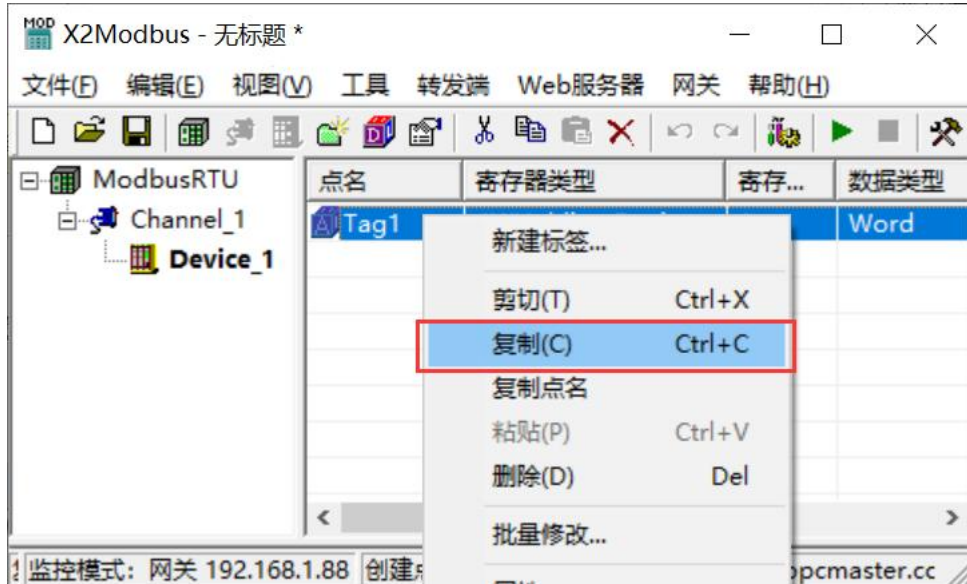 MOD X2Modbus - 无标题 *
文件(F) 编辑(E) 视图(V) 工具 转发端 Web服务器 网关 帮助(H)
ModbusRTU
Channel_1
Device_1
点名 寄存器类型 寄存... 数据类型
Tag1 Word
新建标签...
剪切(T) Ctrl+X
复制(C) Ctrl+C
复制点名
粘贴(P) Ctrl+V
删除(D) Del
批量修改...
监控模式: 网关 192.168.1.88 创建 opcmaster.cc